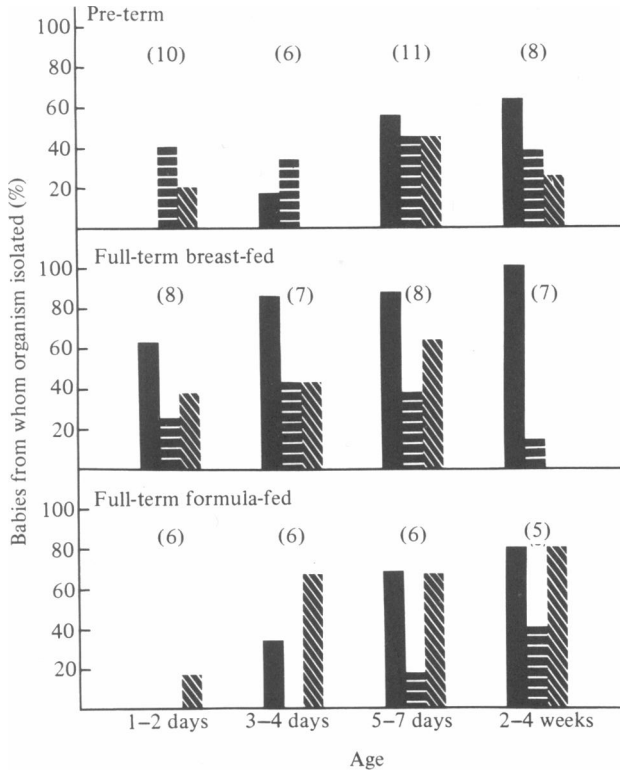 Pre-term
100
80
60
40
20
(10) (6) (11) (8)
Full-term breast-fed
100
80
60
40
20
(8) (7) (8) (7)
Full-term formula-fed
100
80
60
40
20
(6) (6) (6) (5)
1–2 days 3–4 days 5–7 days 2–4 weeks
Age
Babies from whom organism isolated (%)